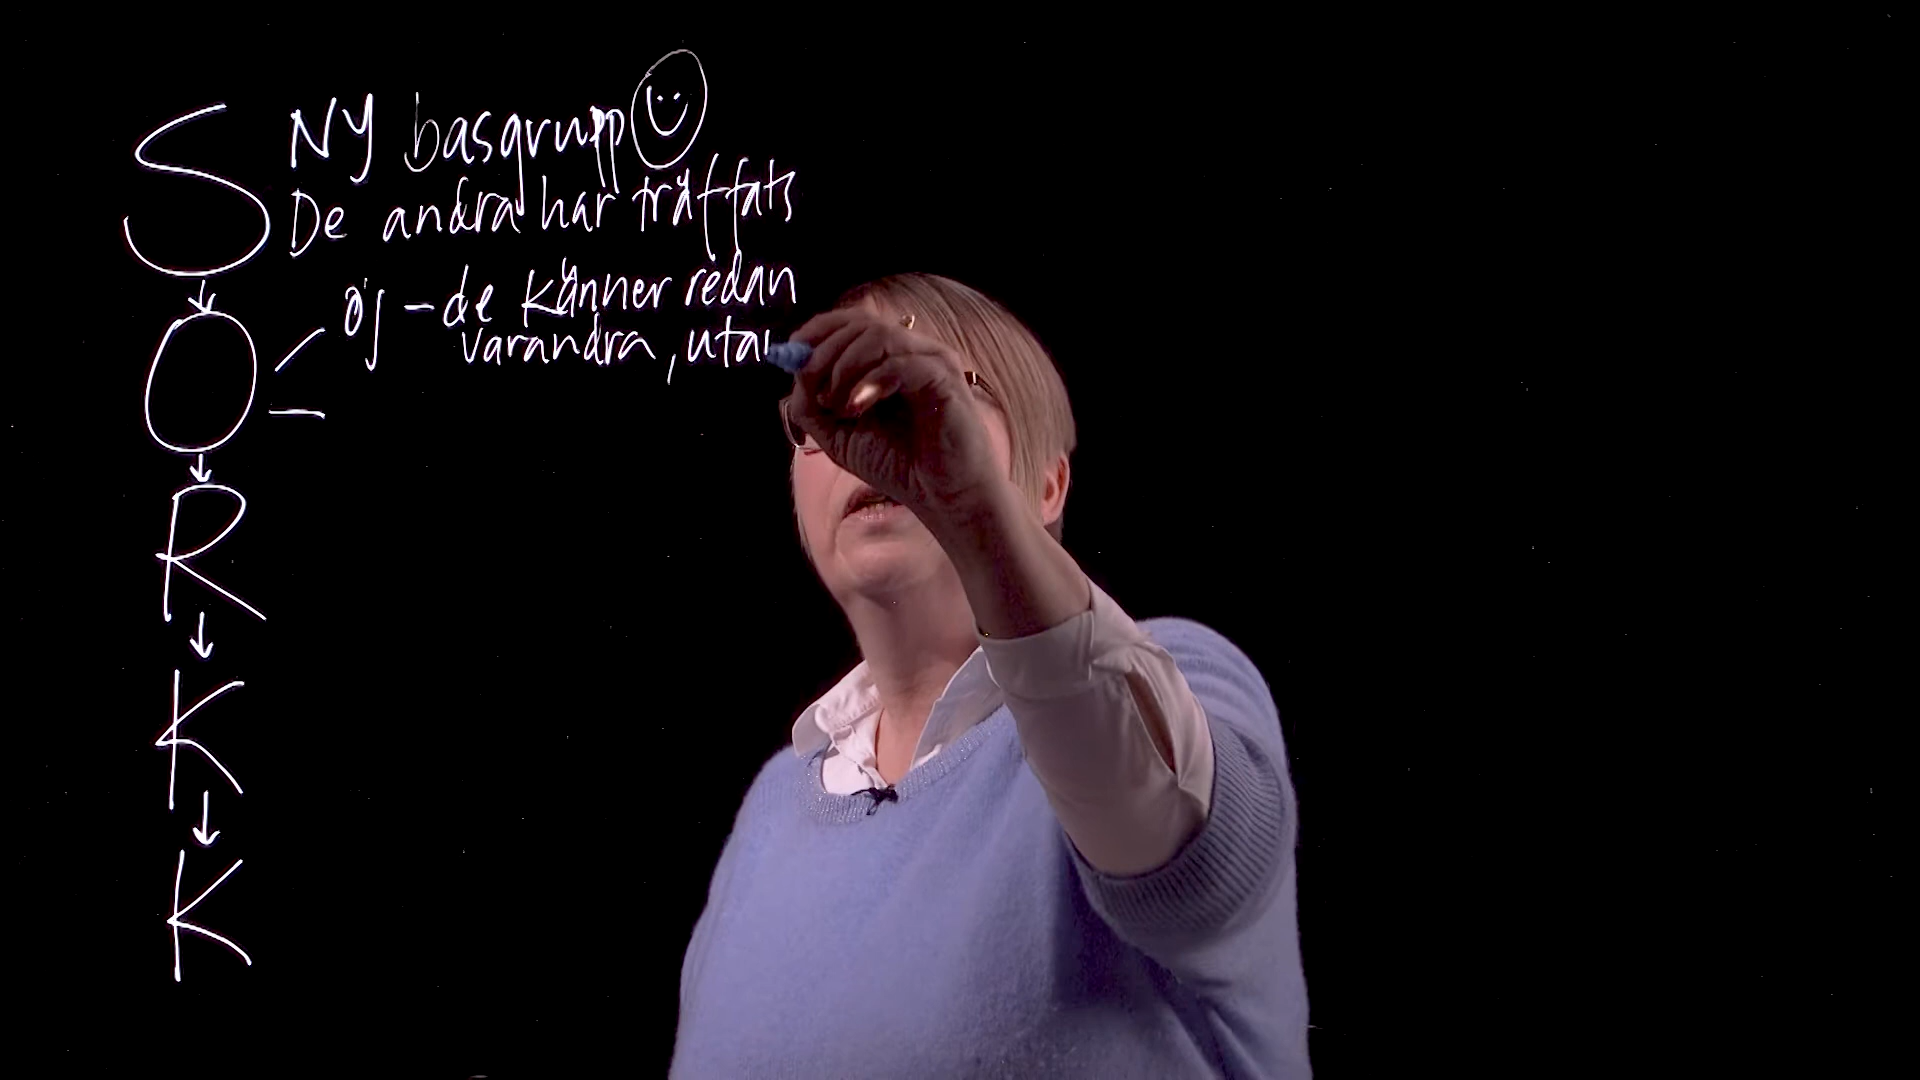 S NY basgrupp
De andra har träffats
O Oj - de känner redan
varandra, utan
R
K
K